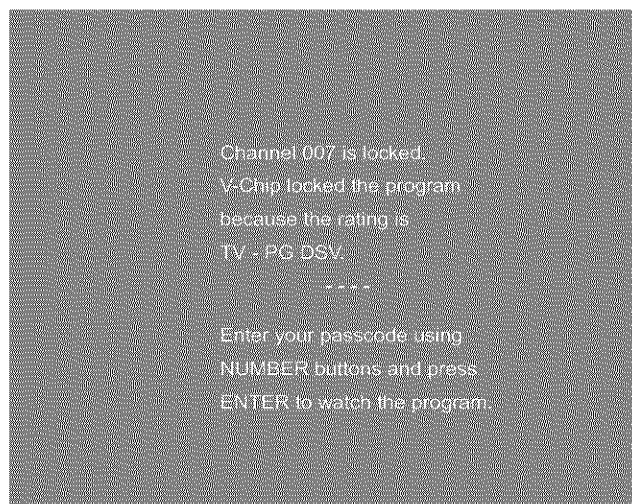 Channel 007 is locked.
V-Chip locked the program
because the rating is
TV - PG DSV.
- - - -
Enter your passcode using
NUMBER buttons and press
ENTER to watch the program.